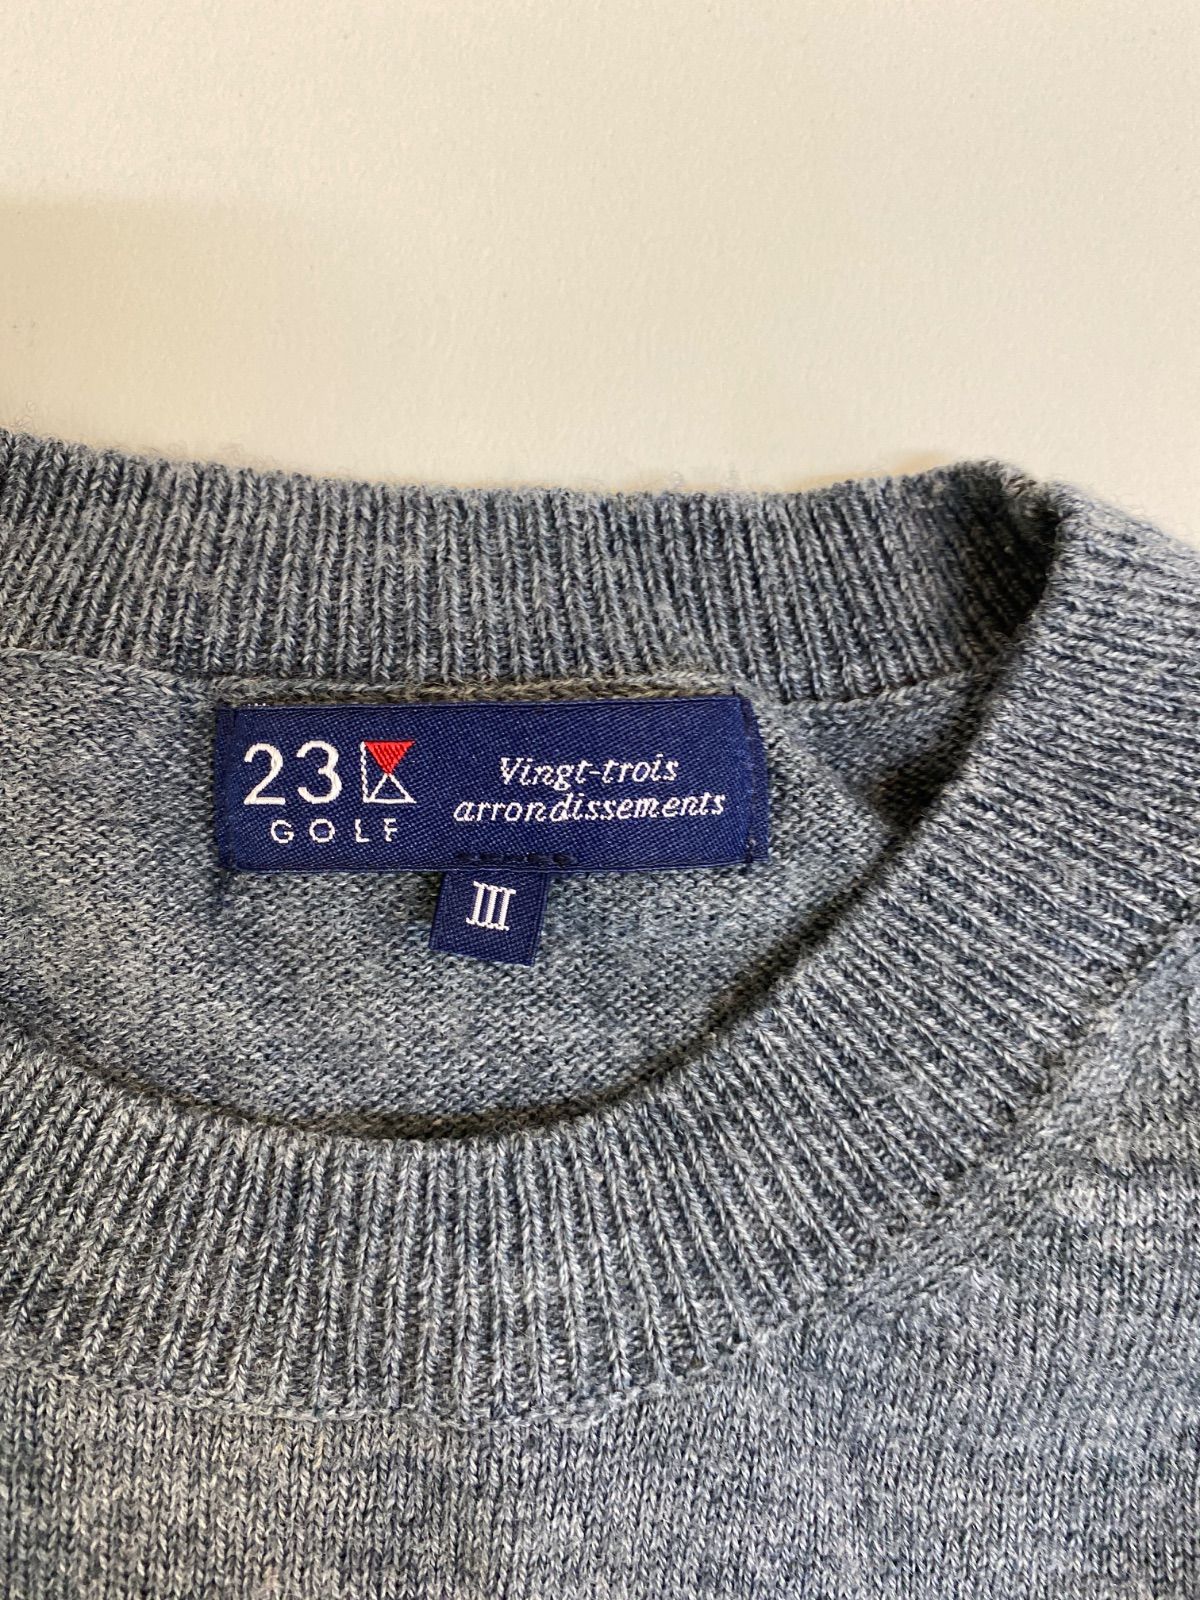 23
GOLF
Vingt-trois
arrondissements
III